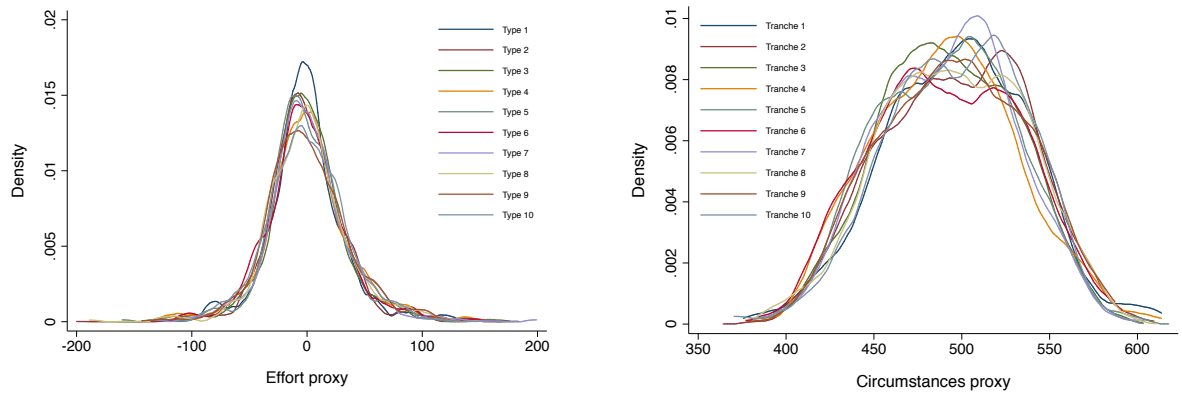 .02
.015
.01
.005
0
Density
-200
-100
0
100
200
Effort proxy
Type 1
Type 2
Type 3
Type 4
Type 5
Type 6
Type 7
Type 8
Type 9
Type 10
.01
.008
.006
.004
.002
0
Density
350
400
450
500
550
600
Circumstances proxy
Tranche 1
Tranche 2
Tranche 3
Tranche 4
Tranche 5
Tranche 6
Tranche 7
Tranche 8
Tranche 9
Tranche 10